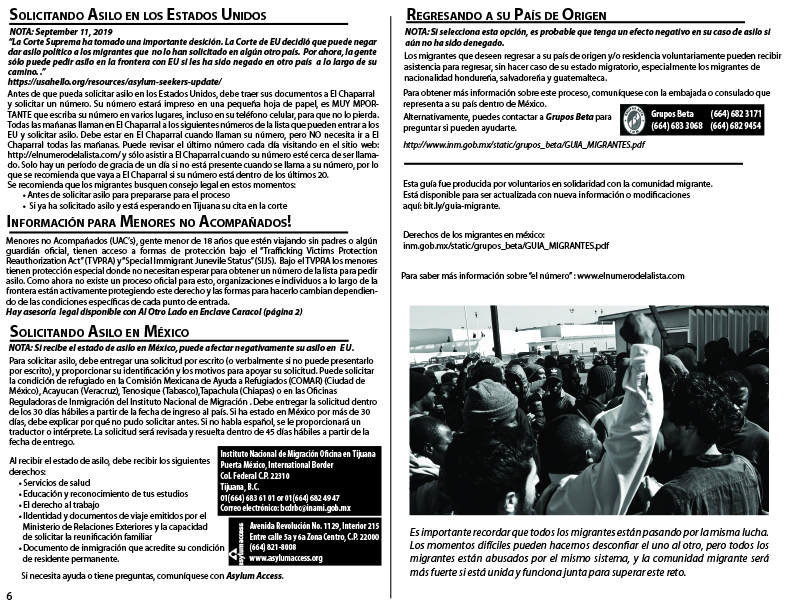 Solicitando Asilo en los Estados Unidos
NOTA: September 11, 2019
"La Corte Suprema ha tomado una importante desición. La Corte de EU decidió que puede negar
dar asilo político a los migrantes que no lo han solicitado en algún otro país. Por ahora, la gente
sólo puede pedir asilo en la frontera con EU si les ha sido negado en otro país a lo largo de su
camino. ."
https://usahello.org/resources/asylum-seekers-update/
Antes de que pueda solicitar asilo en los Estados Unidos, debe traer sus documentos a El Chaparral
y solicitar un número. Su número estará impreso en una pequeña hoja de papel, es MUY IMPOR-
TANTE que escriba su número en varios lugares, incluso en su teléfono celular, para que no lo pierda.
Todas las mañanas llaman en El Chaparral a los siguientes números de la lista que pueden entrar a los
EU y solicitar asilo. Debe estar en El Chaparral cuando llaman su número, pero NO necesita ir a El
Chaparral todas las mañanas. Puede revisar el último número cada día visitando en el sitio web:
http://elnumerodelalista.com/ y sólo asistir a El Chaparral cuando su número esté cerca de ser llama-
do. Solo hay un período de gracia de un día si no está presente cuando se llama a su número, por lo
que se recomienda que vaya a El Chaparral si su número está dentro de los últimos 20.
Se recomienda que los migrantes busquen consejo legal en estos momentos:
• Antes de solicitar asilo para prepararse para el proceso
• Si ya ha solicitado asilo y está esperando en Tijuana su cita en la corte
Información para Menores no Acompañados!
Menores no Acompañados (UAC's), gente menor de 18 años que estén viajando sin padres o algún
guardián oficial, tienen acceso a formas de protección bajo el "Trafficking Victims Protection
Reauthorization Act" (TVPRA) y "Special Immigrant Junevile Status" (SIJS). Bajo el TVPRA los menores
tienen protección especial donde no necesitan esperar para obtener un número de la lista para pedir
asilo. Como ahora no existe un proceso oficial para esto, organizaciones e individuos a lo largo de la
frontera están activamente protegiendo este derecho y las formas para hacerlo cambian dependien-
do de las condiciones específicas de cada punto de entrada.
Hay asesoría legal disponible con Al Otro Lado en Enclave Caracol (página 2)
Solicitando Asilo en México
NOTA: Si recibe el estado de asilo en México, puede afectar negativamente su asilo en EU.
Para solicitar asilo, debe entregar una solicitud por escrito (o verbalmente si no puede presentarlo
por escrito), y proporcionar su identificación y los motivos para apoyar su solicitud. Puede solicitar
la condición de refugiado en la Comisión Mexicana de Ayuda a Refugiados (COMAR) (Ciudad de
México), Acayucan (Veracruz), Tenosique (Tabasco),Tapachula (Chiapas) o en las Oficinas
Reguladoras de Inmigración del Instituto Nacional de Migración . Debe entregar la solicitud dentro
de los 30 días hábiles a partir de la fecha de ingreso al país. Si ha estado en México por más de 30
días, debe explicar por qué no pudo solicitar antes. Si no habla español, se le proporcionará un
traductor o intérprete. La solicitud será revisada y resuelta dentro de 45 días hábiles a partir de la
fecha de entrego.
Al recibir el estado de asilo, debe recibir los siguientes
derechos:
• Servicios de salud
• Educación y reconocimiento de tus estudios
• El derecho al trabajo
• Ildentidad y documentos de viaje emitidos por el
Ministerio de Relaciones Exteriores y la capacidad
de solicitar la reunificación familiar
• Documento de inmigración que acredite su condición
de residente permanente.
Instituto Nacional de Migración Oficina en Tijuana
Puerta México, International Border
Col. Federal C.P. 22310
Tijuana, B.C.
01(664) 683 61 01 or 01(664) 682 49 47
Correo electrónico: bcdrbc@inami.gob.mx
asylumaccess
Avenida Revolución No. 1129, Interior 215
Entre calle 5a y 6a Zona Centro, C.P. 22000
(664) 821-8008
www.asylumaccess.org
Si necesita ayuda o tiene preguntas, comuníquese con Asylum Access.
6
Regresando a su País de Origen
NOTA: Si selecciona esta opción, es probable que tenga un efecto negativo en su caso de asilo si
aún no ha sido denegado.
Los migrantes que deseen regresar a su país de origen y/o residencia voluntariamente pueden recibir
asistencia para regresar, sin hacer caso de su estado migratorio, especialmente los migrantes de
nacionalidad hondureña, salvadoreña y guatemalteca.
Para obtener más información sobre este proceso, comuníquese con la embajada o consulado que
representa a su país dentro de México.
Alternativamente, puedes contactar a Grupos Beta para
preguntar si pueden ayudarte.
Grupos Beta (664) 682 3171
(664) 683 3068 (664) 682 9454
http://www.inm.gob.mx/static/grupos_beta/GUIA_MIGRANTES.pdf
Esta guía fue producida por voluntarios en solidaridad con la comunidad migrante.
Está disponible para ser actualizada con nueva información o modificaciones
aquí: bit.ly/guia-migrante.
Derechos de los migrantes en méxico:
inm.gob.mx/static/grupos_beta/GUIA_MIGRANTES.pdf
Para saber más información sobre "el número" : www.elnumerodelalista.com
Es importante recordar que todos los migrantes están pasando por la misma lucha.
Los momentos difíciles pueden hacernos desconfiar el uno al otro, pero todos los
migrantes están abusados por el mismo sistema, y la comunidad migrante será
más fuerte si está unida y funciona junta para superar este reto.